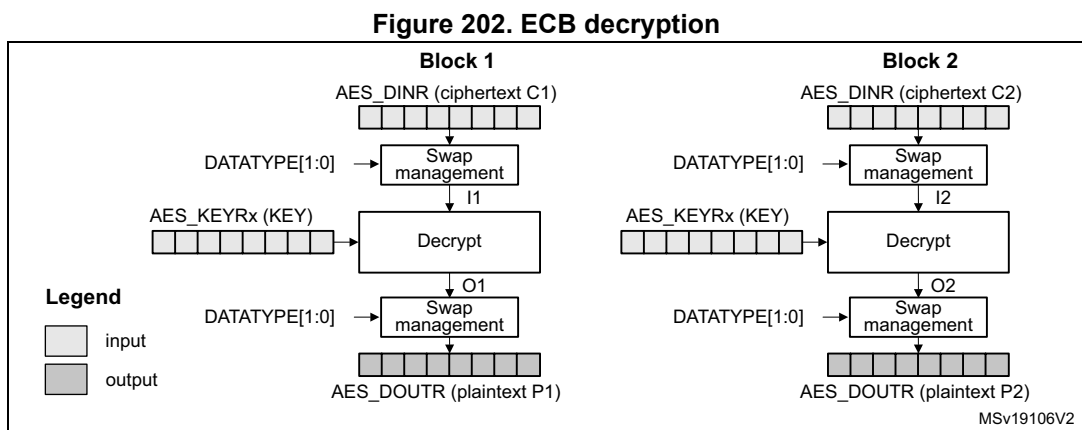 Figure 202. ECB decryption
Block 1
AES_DINR (ciphertext C1)
DATATYPE[1:0]
Swap
management
I1
AES_KEYRx (KEY)
Decrypt
O1
DATATYPE[1:0]
Swap
management
AES_DOUTR (plaintext P1)
Block 2
AES_DINR (ciphertext C2)
DATATYPE[1:0]
Swap
management
I2
AES_KEYRx (KEY)
Decrypt
O2
DATATYPE[1:0]
Swap
management
AES_DOUTR (plaintext P2)
Legend
input
output
MSv19106V2